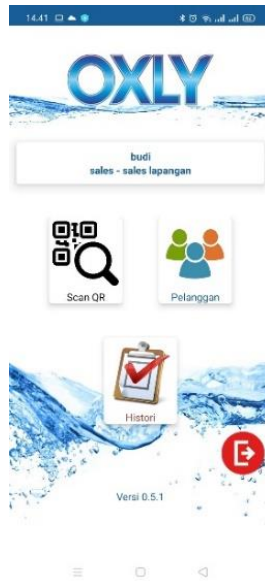 14.41
OXLY
budi
sales - sales lapangan
Scan QR
Pelanggan
Histori
Versi 0.5.1